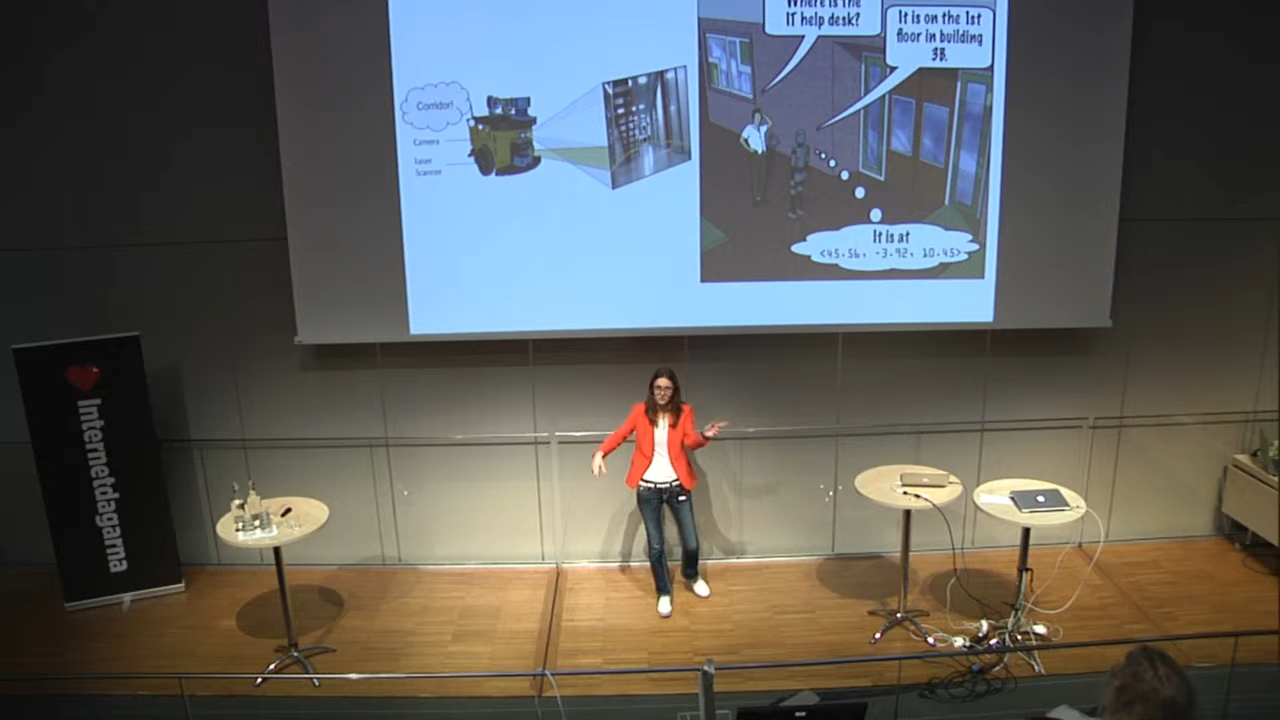 Where is the
IT help desk?
It is on the 1st
floor in building
3B.
Corridor!
Camera
Laser
Scanner
It is at
<45.56, -3.92, 10.45>
Internetdagarna